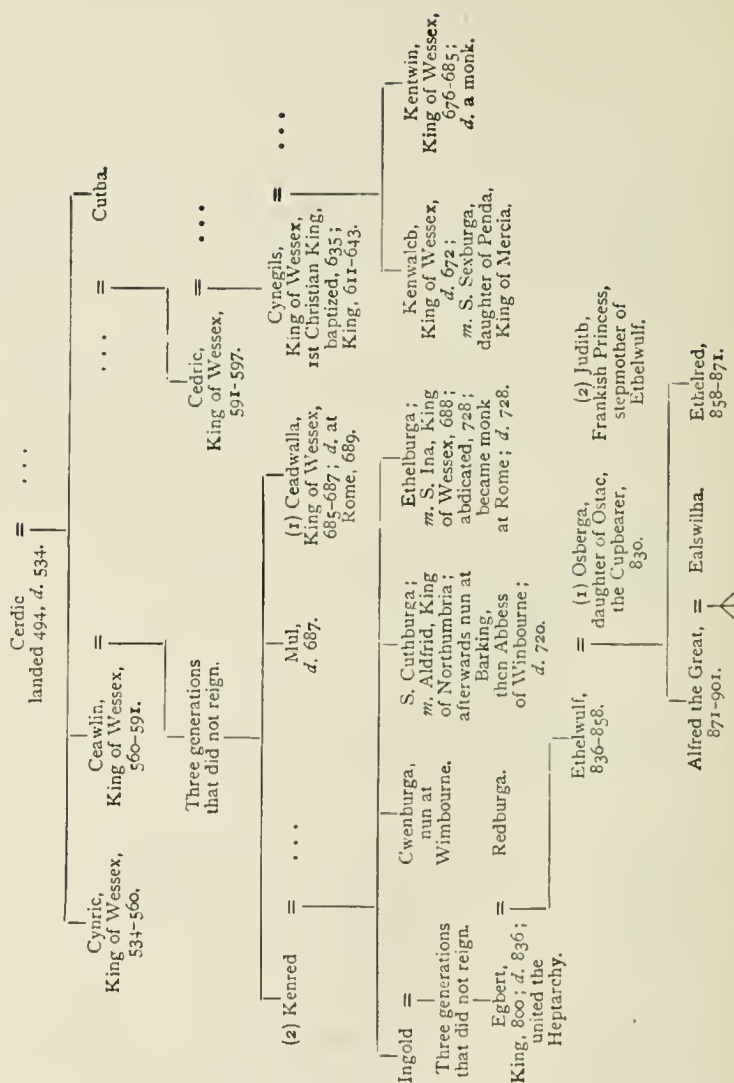 Cerdic = . . .
landed 494, d. 534.
Cynric,
King of Wessex,
534-560.
Ceawlin, =
King of Wessex,
560-591.
. . . =
Cutha.
Three generations
that did not reign.
Cedric, = . . .
King of Wessex,
591-597.
(2) Kenred = . . .
Mul,
d. 687.
(1) Ceadwalla,
King of Wessex,
685-687; d. at
Rome, 689.
Cynegils, = . . .
King of Wessex,
1st Christian King,
baptized, 635;
King, 611-643.
Ingold =
Three generations
that did not reign.
Cwenburga,
nun at
Wimbourne.
S. Cuthburga;
m. Aldfrid, King
of Northumbria;
afterwards nun at
Barking,
then Abbess
of Winbourne;
d. 720.
Ethelburga;
m. S. Ina, King
of Wessex, 688;
abdicated, 728;
became monk
at Rome; d. 728.
Kenwalch,
King of Wessex,
d. 672;
m. S. Sexburga,
daughter of Penda,
King of Mercia.
Kentwin,
King of Wessex,
676-685;
d. a monk.
Egbert, = Redburga.
King, 800; d. 836;
united the
Heptarchy.
Ethelwulf, =
836-858.
(1) Osberga,
daughter of Ostac,
the Cupbearer,
830.
(2) Judith,
Frankish Princess,
stepmother of
Ethelwulf.
Alfred the Great, = Ealswitha.
871-901.
Ethelred,
858-871.